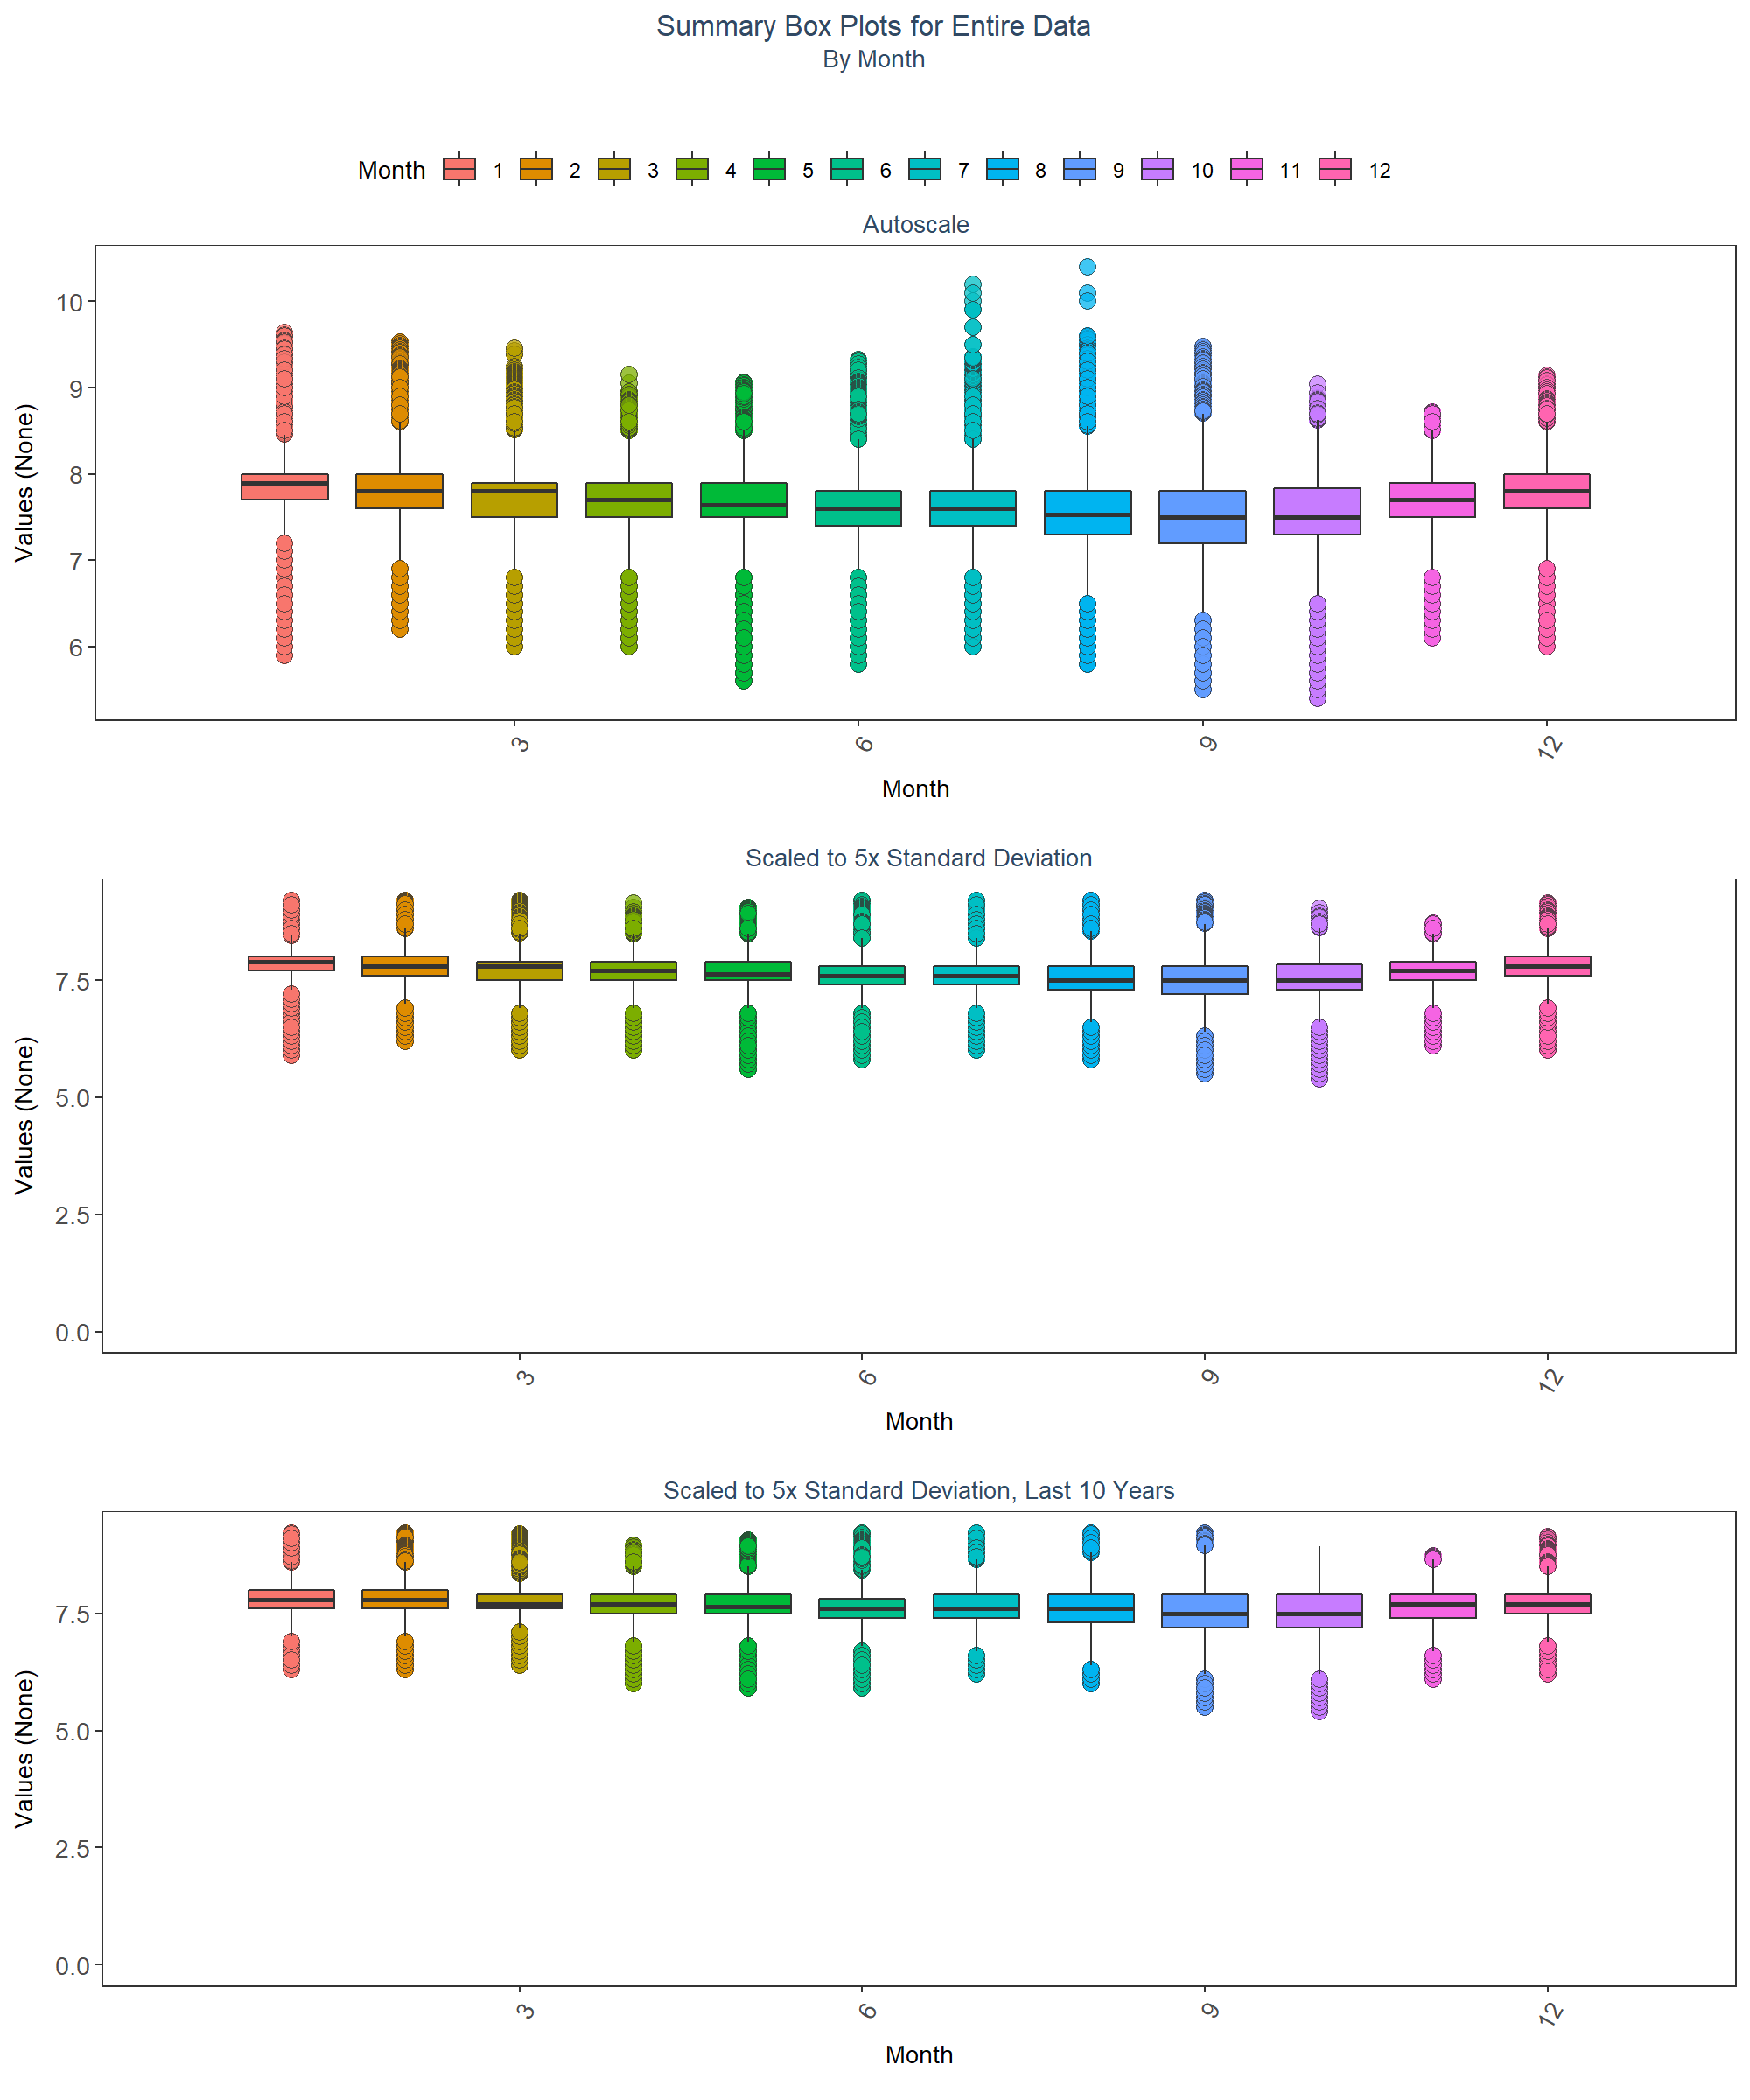 Summary Box Plots for Entire Data
By Month
Month 1 2 3 4 5 6 7 8 9 10 11 12
Autoscale
Values (None)
10
9
8
7
6
3 6 9 12
Month
Scaled to 5x Standard Deviation
Values (None)
7.5
5.0
2.5
0.0
3 6 9 12
Month
Scaled to 5x Standard Deviation, Last 10 Years
Values (None)
7.5
5.0
2.5
0.0
3 6 9 12
Month